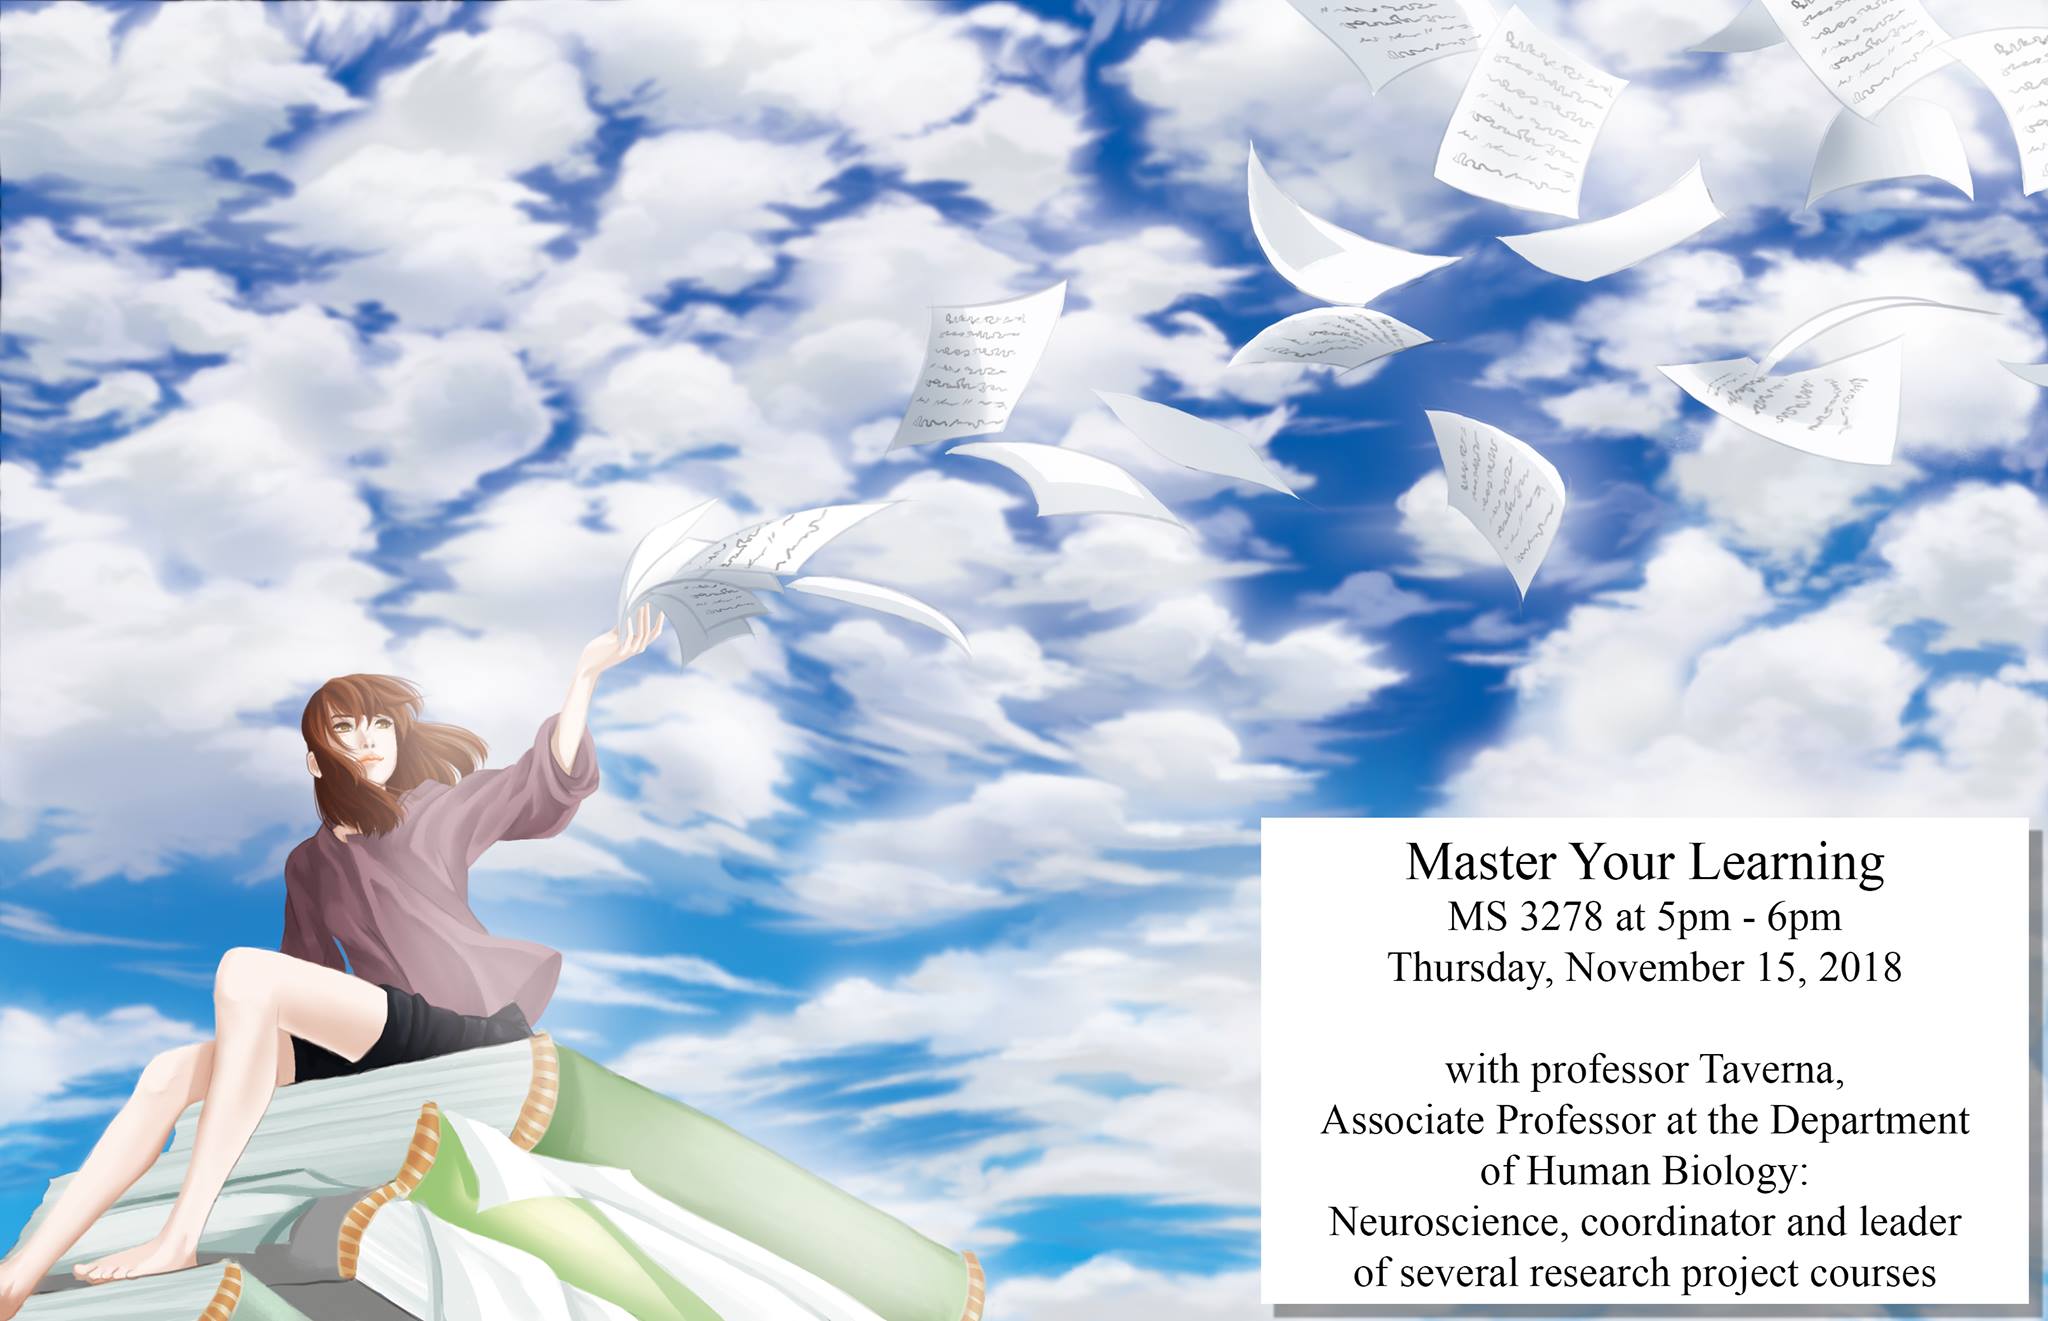 Master Your Learning
MS 3278 at 5pm - 6pm
Thursday, November 15, 2018
with professor Taverna,
Associate Professor at the Department
of Human Biology:
Neuroscience, coordinator and leader
of several research project courses